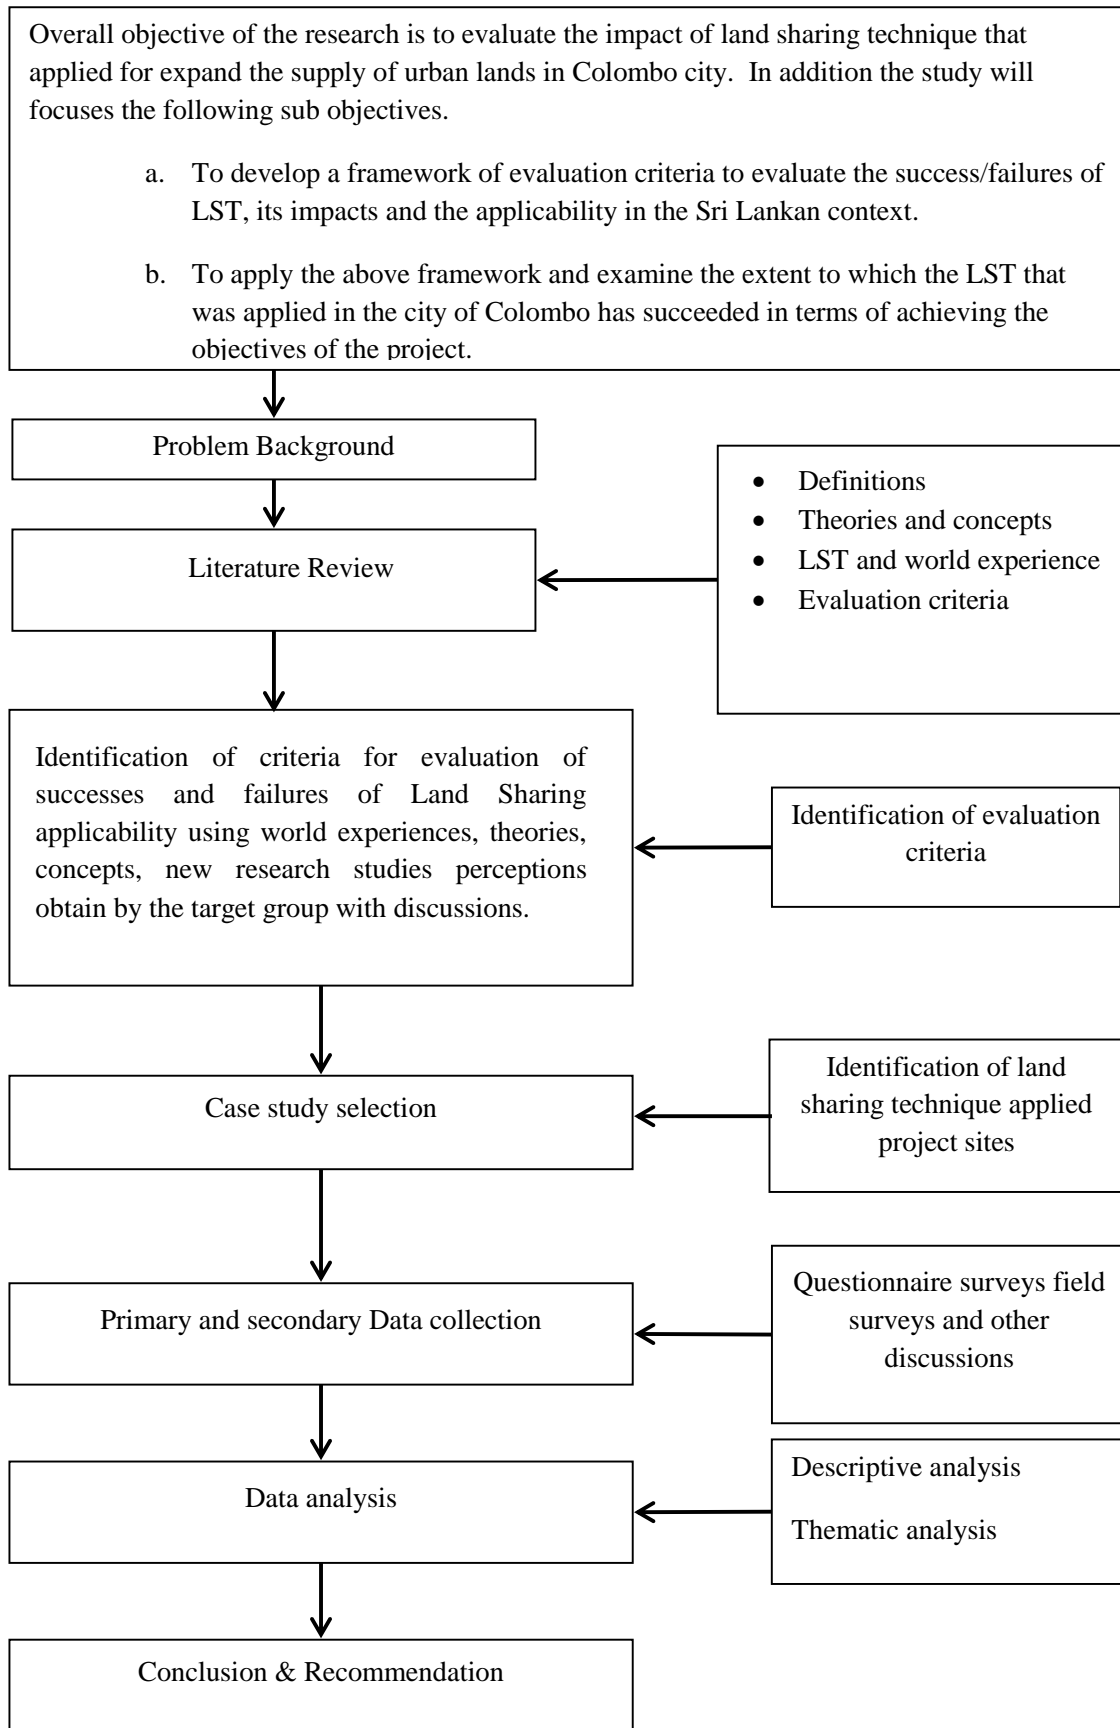 Overall objective of the research is to evaluate the impact of land sharing technique that
applied for expand the supply of urban lands in Colombo city.  In addition the study will
focuses the following sub objectives.
a. To develop a framework of evaluation criteria to evaluate the success/failures of
LST, its impacts and the applicability in the Sri Lankan context.
b. To apply the above framework and examine the extent to which the LST that
was applied in the city of Colombo has succeeded in terms of achieving the
objectives of the project.
Problem Background
Literature Review
• Definitions
• Theories and concepts
• LST and world experience
• Evaluation criteria
Identification of criteria for evaluation of
successes and failures of Land Sharing
applicability using world experiences, theories,
concepts, new research studies perceptions
obtain by the target group with discussions.
Identification of evaluation
criteria
Case study selection
Identification of land
sharing technique applied
project sites
Primary and secondary Data collection
Questionnaire surveys field
surveys and other
discussions
Data analysis
Descriptive analysis
Thematic analysis
Conclusion & Recommendation